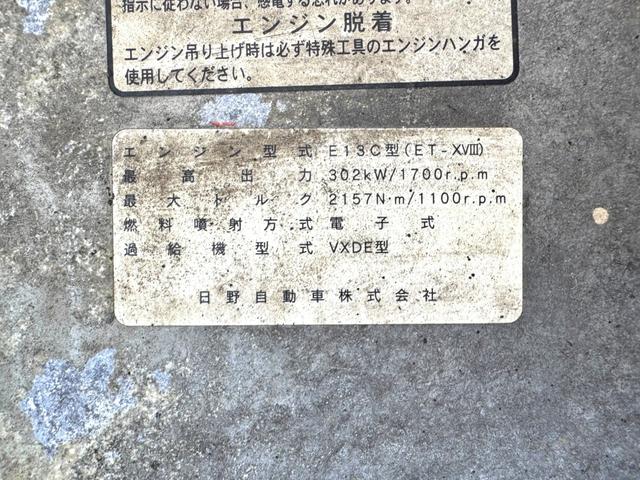 指示に従わない場合、感電する恐れがあります。
エンジン脱着
エンジン吊り上げ時は必ず特殊工具のエンジンハンガを
使用してください。
エンジン型式 E13C型(ET-XⅧ)
最高出力 302kW/1700r.p.m
最大トルク 2157N·m/1100r.p.m
燃料噴射方式 電子式
過給機型式 VXDE型
日野自動車株式会社